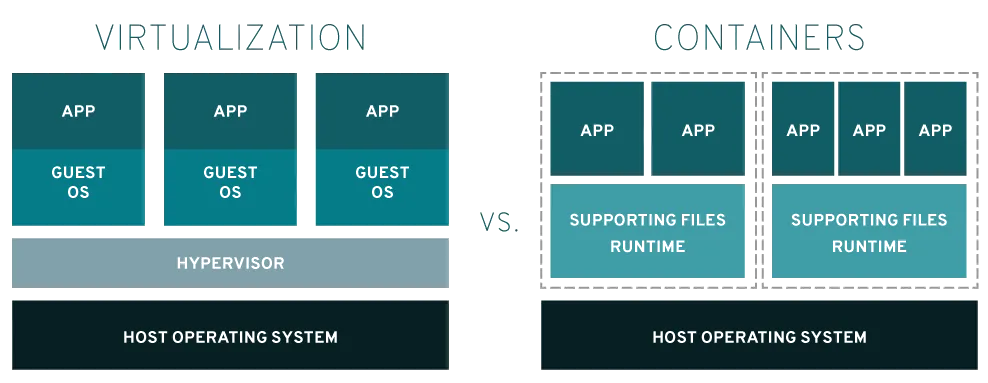 VIRTUALIZATION
APP
APP
APP
GUEST
OS
GUEST
OS
GUEST
OS
HYPERVISOR
HOST OPERATING SYSTEM
VS.
CONTAINERS
APP
APP
SUPPORTING FILES
RUNTIME
APP
APP
APP
SUPPORTING FILES
RUNTIME
HOST OPERATING SYSTEM